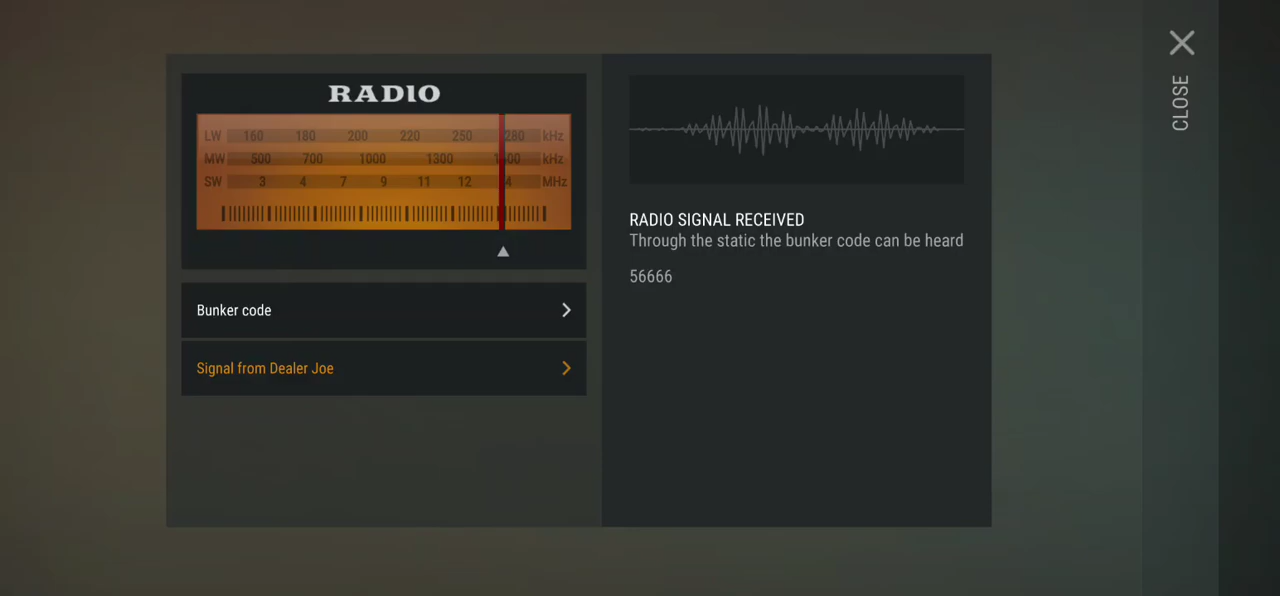 RADIO
LW 160 180 200 220 250 280 kHz
MW 500 700 1000 1300 kHz
SW 3 4 7 9 11 12 MHz
Bunker code
Signal from Dealer Joe
RADIO SIGNAL RECEIVED
Through the static the bunker code can be heard
56666
CLOSE